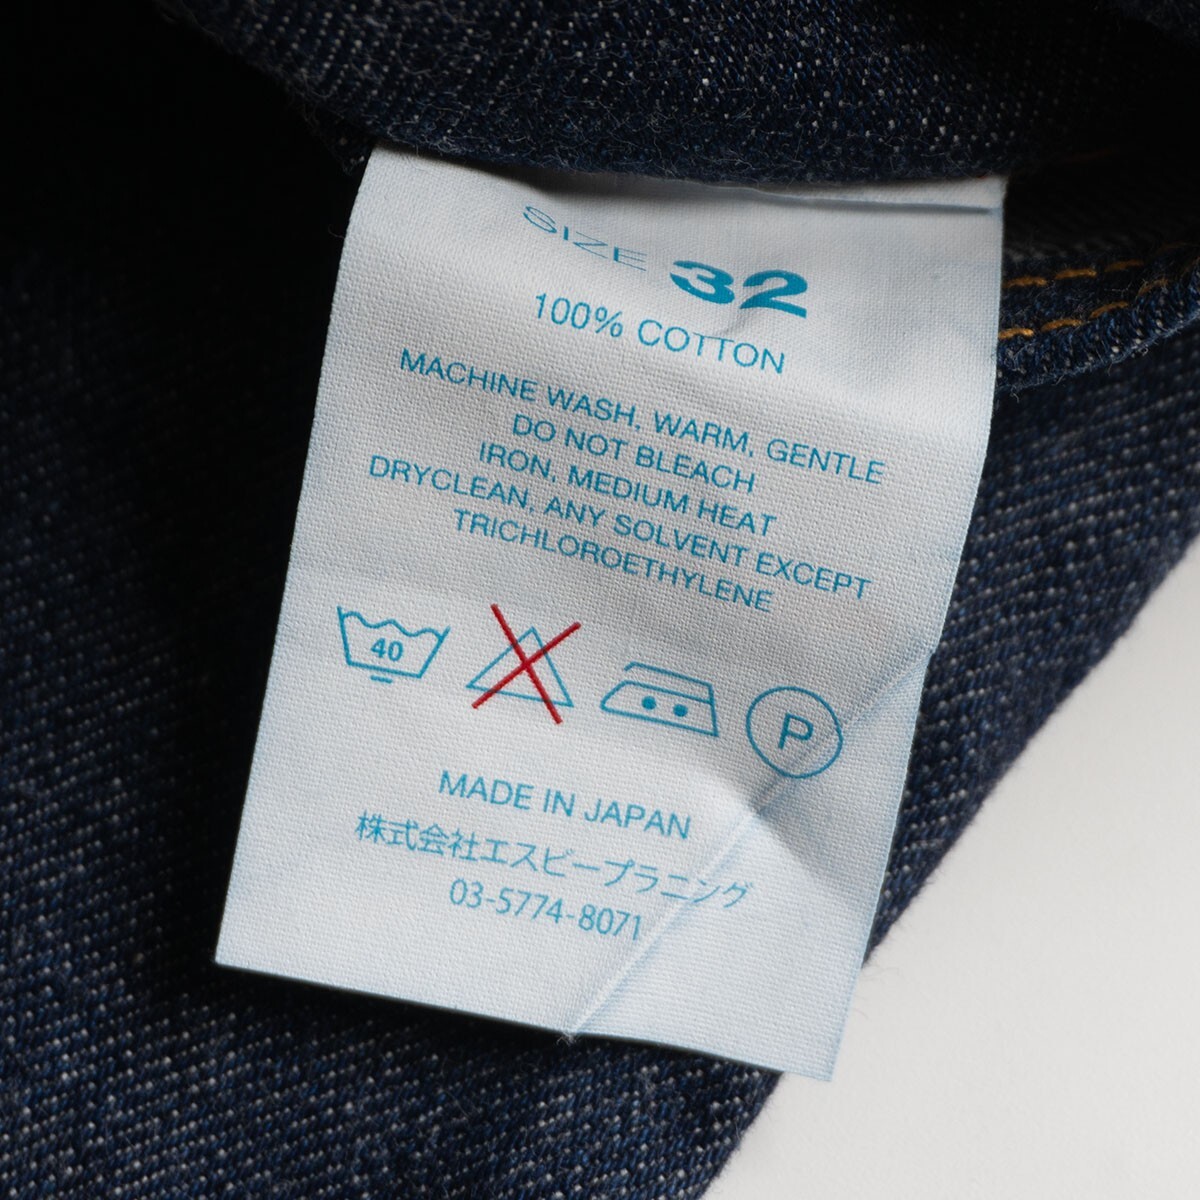 SIZE 32
100% COTTON
MACHINE WASH, WARM, GENTLE
DO NOT BLEACH
IRON, MEDIUM HEAT
DRYCLEAN, ANY SOLVENT EXCEPT
TRICHLOROETHYLENE
40
P
MADE IN JAPAN
株式会社エスビープラニング
03-5774-8071